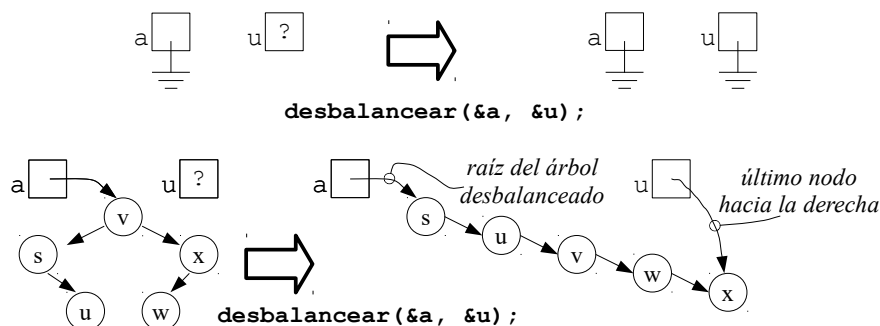 a u ? a u
desbalancear(&a, &u);
a u ? a raíz del árbol desbalanceado u último nodo hacia la derecha
v
s x
u w
s
u
v
w
x
desbalancear(&a, &u);